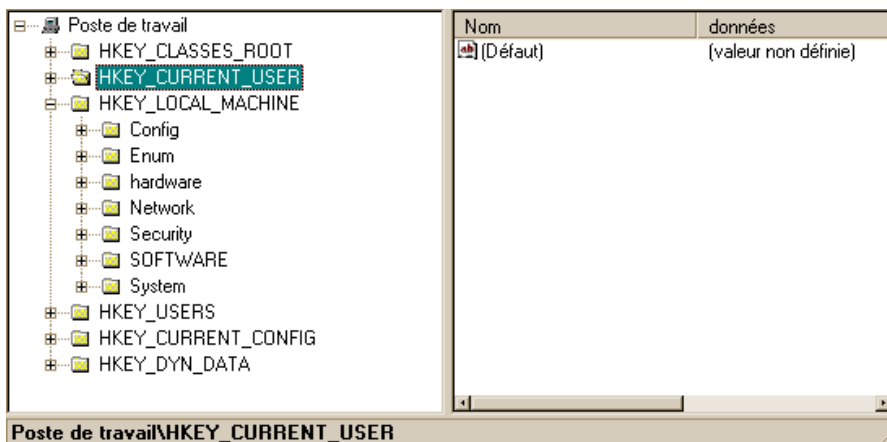 Poste de travail
HKEY_CLASSES_ROOT
HKEY_CURRENT_USER
HKEY_LOCAL_MACHINE
Config
Enum
hardware
Network
Security
SOFTWARE
System
HKEY_USERS
HKEY_CURRENT_CONFIG
HKEY_DYN_DATA
Nom données
ab (Défaut) (valeur non définie)
Poste de travail\HKEY_CURRENT_USER